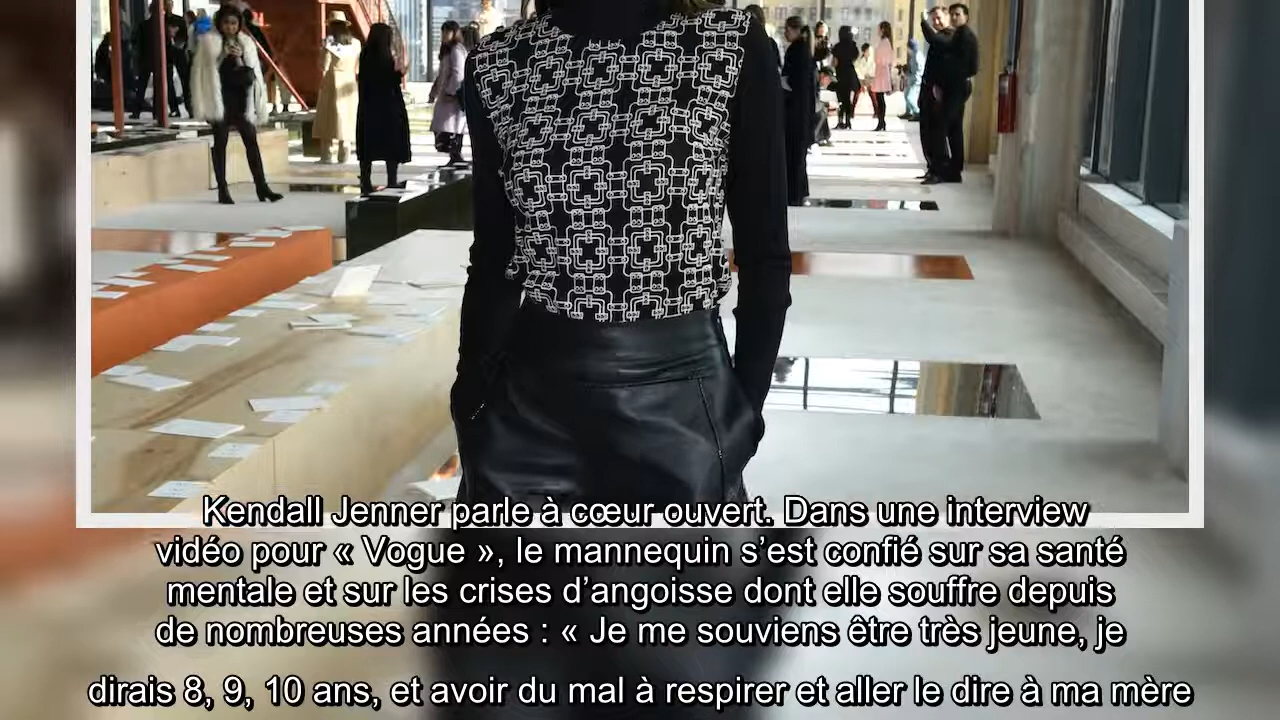 Kendall Jenner parle à cœur ouvert. Dans une interview
vidéo pour « Vogue », le mannequin s’est confié sur sa santé
mentale et sur les crises d’angoisse dont elle souffre depuis
de nombreuses années : « Je me souviens être très jeune, je
dirais 8, 9, 10 ans, et avoir du mal à respirer et aller le dire à ma mère